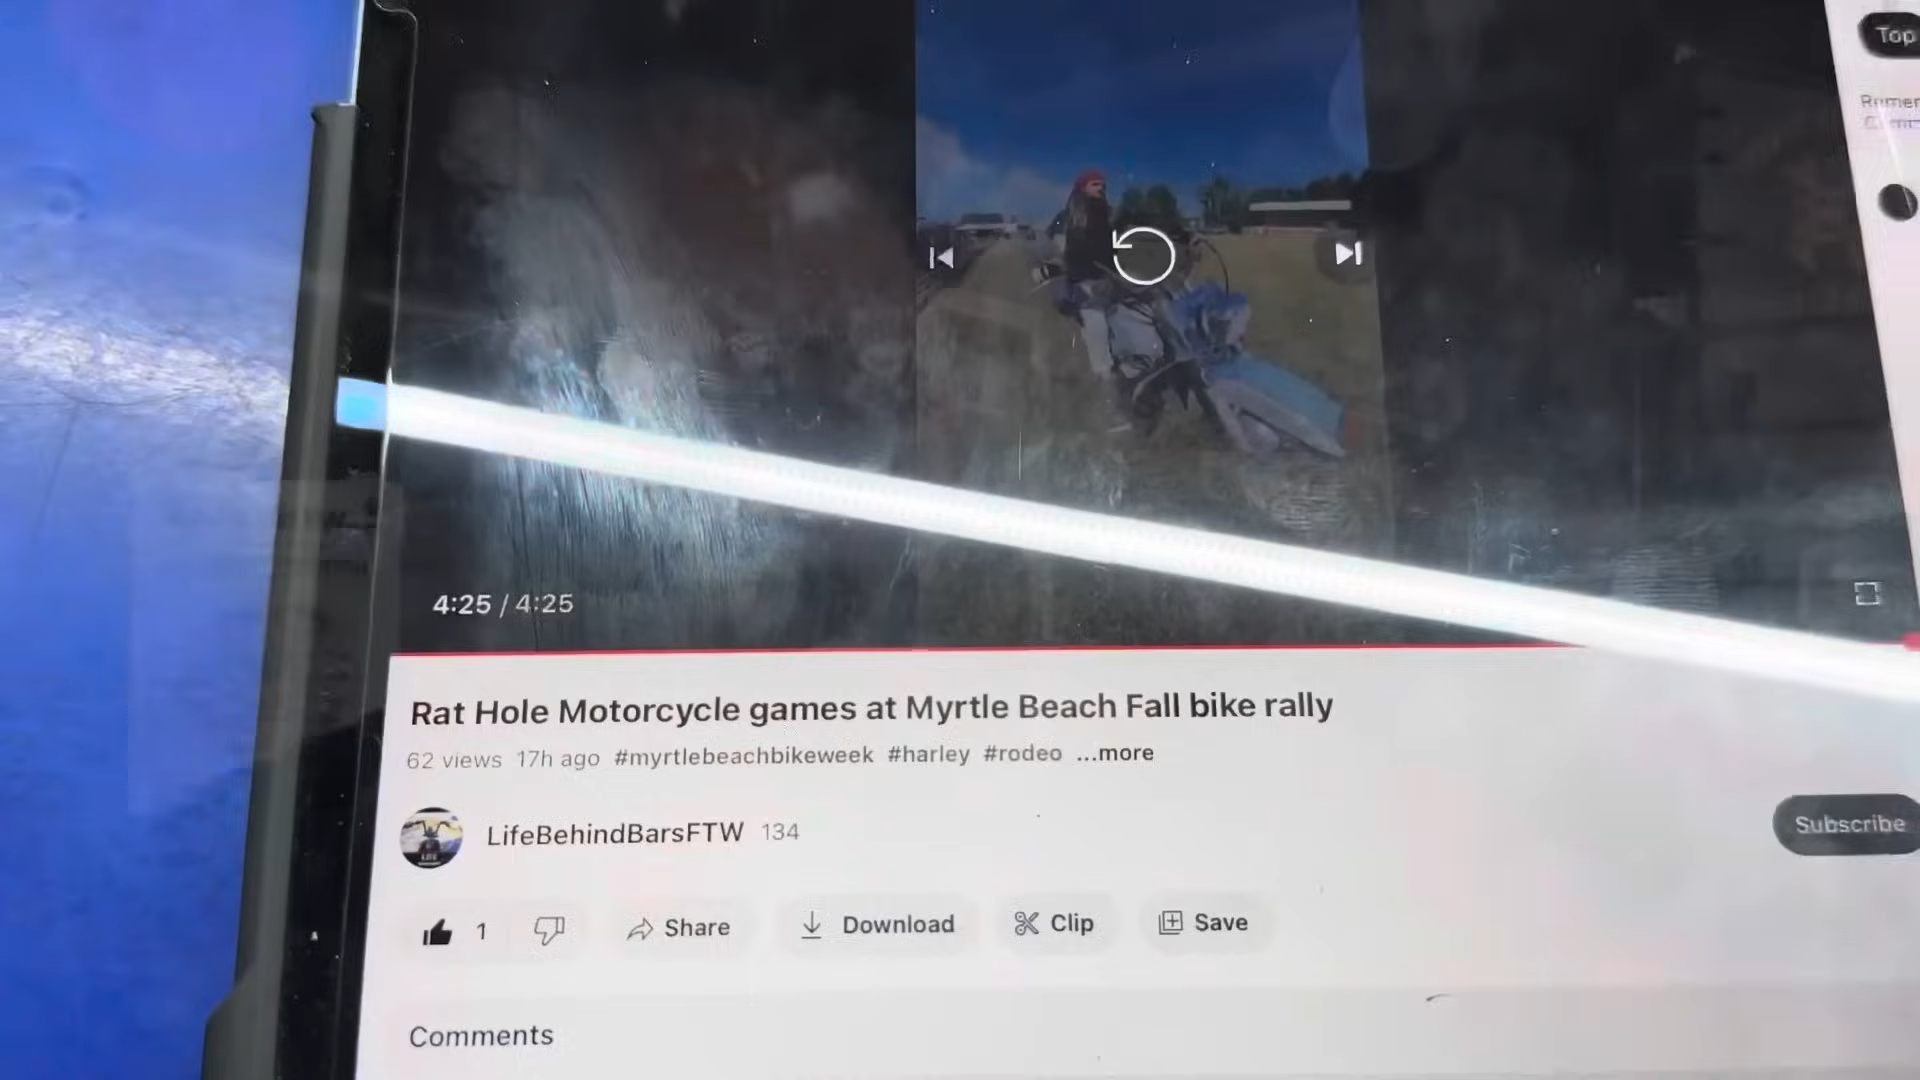 Top
4:25 / 4:25
Rat Hole Motorcycle games at Myrtle Beach Fall bike rally
62 views 17h ago #myrtlebeachbikeweek #harley #rodeo ...more
LifeBehindBarsFTW 134
Subscribe
1 Share Download Clip Save
Comments